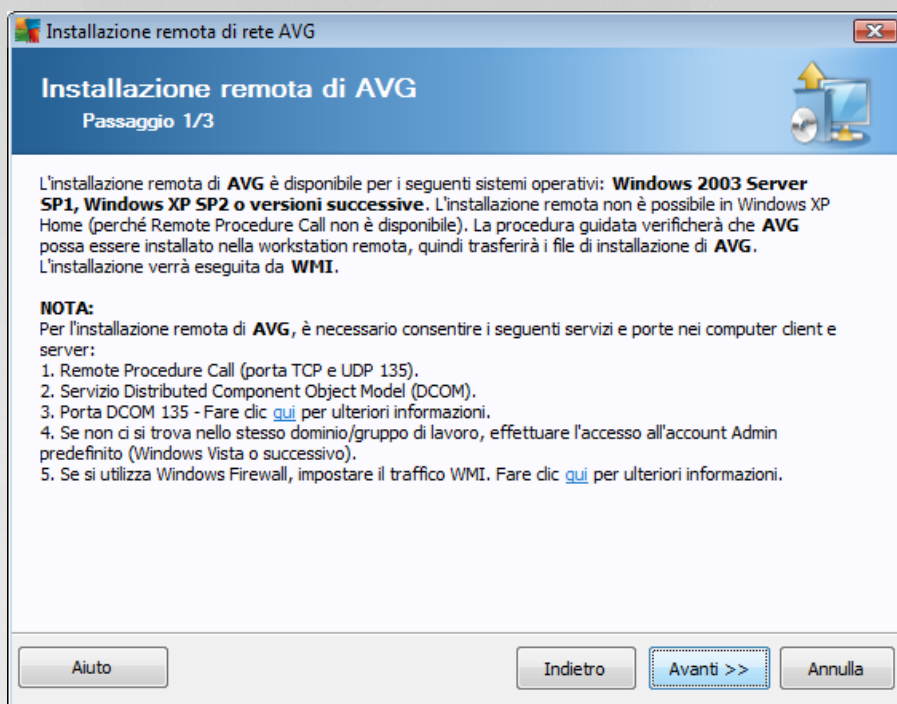 Installazione remota di rete AVG
Installazione remota di AVG
Passaggio 1/3
L'installazione remota di AVG è disponibile per i seguenti sistemi operativi: Windows 2003 Server
SP1, Windows XP SP2 o versioni successive. L'installazione remota non è possibile in Windows XP
Home (perché Remote Procedure Call non è disponibile). La procedura guidata verificherà che AVG
possa essere installato nella workstation remota, quindi trasferirà i file di installazione di AVG.
L'installazione verrà eseguita da WMI.
NOTA:
Per l'installazione remota di AVG, è necessario consentire i seguenti servizi e porte nei computer client e
server:
1. Remote Procedure Call (porta TCP e UDP 135).
2. Servizio Distributed Component Object Model (DCOM).
3. Porta DCOM 135 - Fare clic qui per ulteriori informazioni.
4. Se non ci si trova nello stesso dominio/gruppo di lavoro, effettuare l'accesso all'account Admin
predefinito (Windows Vista o successivo).
5. Se si utilizza Windows Firewall, impostare il traffico WMI. Fare clic qui per ulteriori informazioni.
Aiuto
Indietro
Avanti >>
Annulla